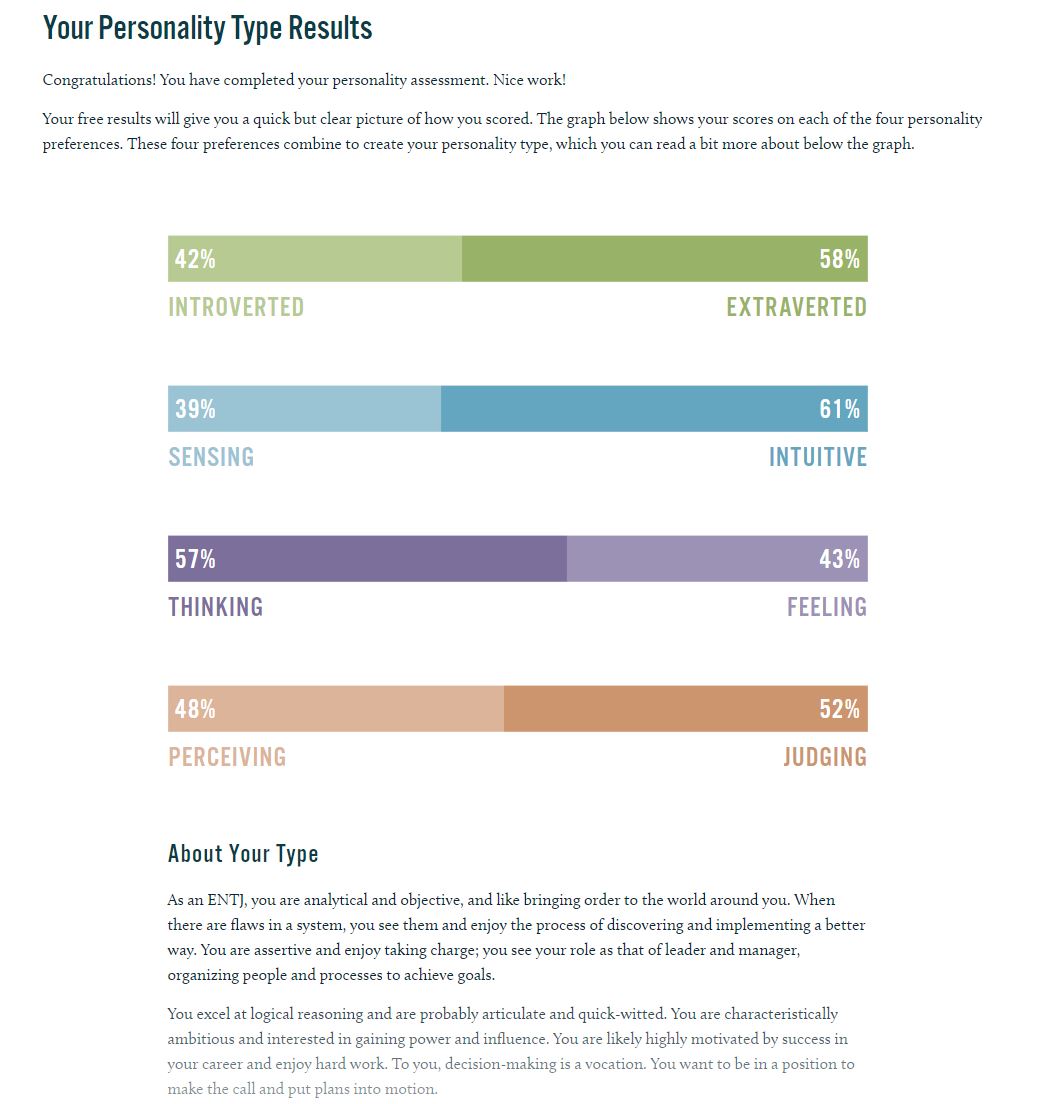 Your Personality Type Results
Congratulations! You have completed your personality assessment. Nice work!
Your free results will give you a quick but clear picture of how you scored. The graph below shows your scores on each of the four personality
preferences. These four preferences combine to create your personality type, which you can read a bit more about below the graph.
42% 58%
INTROVERTED EXTRAVERTED
39% 61%
SENSING INTUITIVE
57% 43%
THINKING FEELING
48% 52%
PERCEIVING JUDGING
About Your Type
As an ENTJ, you are analytical and objective, and like bringing order to the world around you. When
there are flaws in a system, you see them and enjoy the process of discovering and implementing a better
way. You are assertive and enjoy taking charge; you see your role as that of leader and manager,
organizing people and processes to achieve goals.
You excel at logical reasoning and are probably articulate and quick-witted. You are characteristically
ambitious and interested in gaining power and influence. You are likely highly motivated by success in
your career and enjoy hard work. To you, decision-making is a vocation. You want to be in a position to
make the call and put plans into motion.